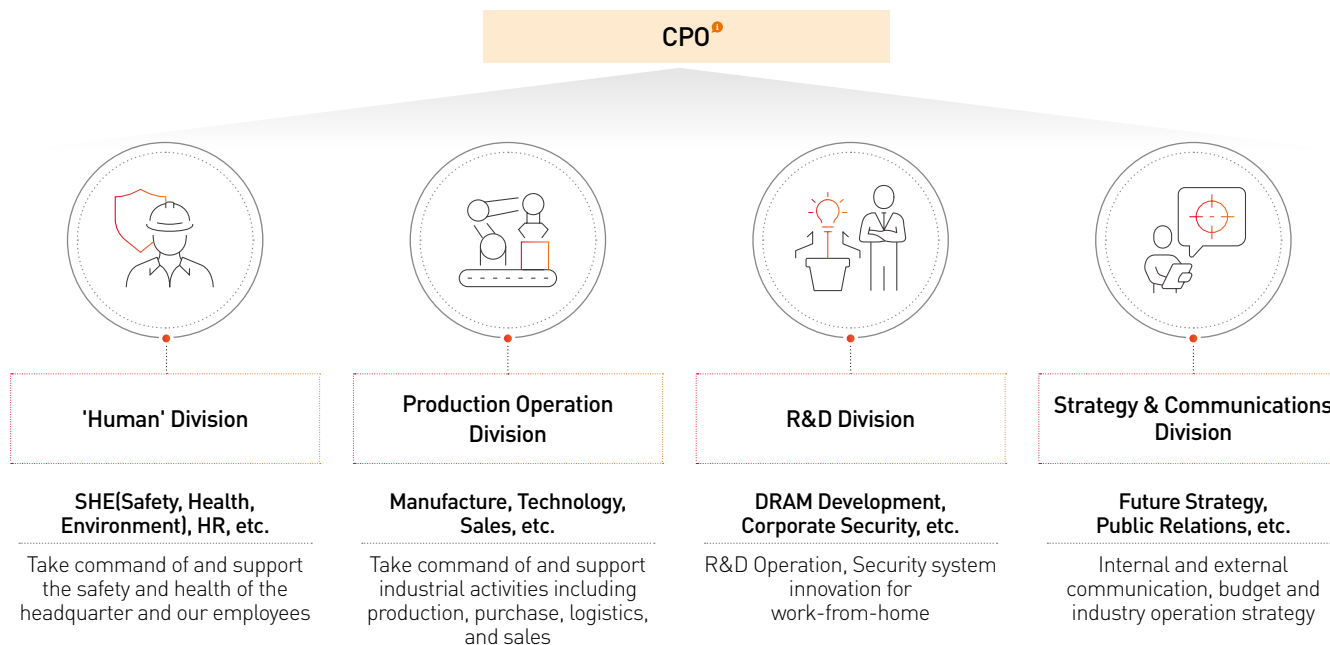 CPO
'Human' Division
SHE(Safety, Health,
Environment), HR, etc.
Take command of and support
the safety and health of the
headquarter and our employees
Production Operation
Division
Manufacture, Technology,
Sales, etc.
Take command of and support
industrial activities including
production, purchase, logistics,
and sales
R&D Division
DRAM Development,
Corporate Security, etc.
R&D Operation, Security system
innovation for
work-from-home
Strategy & Communications
Division
Future Strategy,
Public Relations, etc.
Internal and external
communication, budget and
industry operation strategy